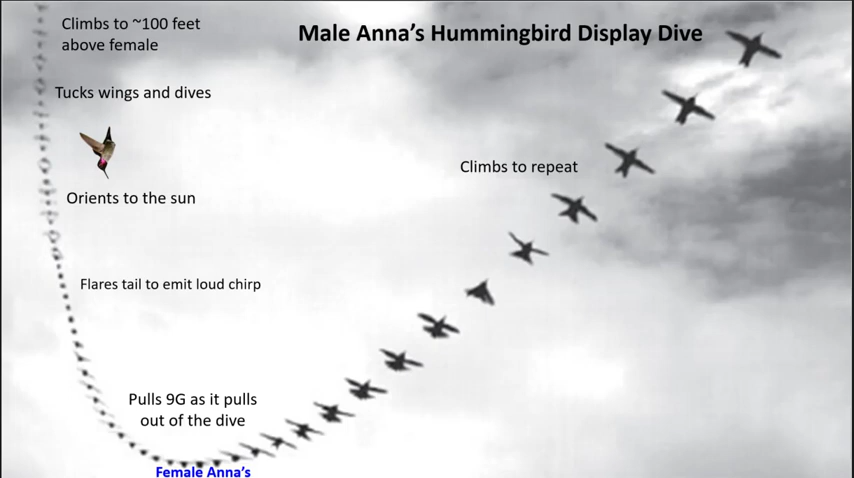 Climbs to ~100 feet
above female
Male Anna's Hummingbird Display Dive
Tucks wings and dives
Climbs to repeat
Orients to the sun
Flares tail to emit loud chirp
Pulls 9G as it pulls
out of the dive
Female Anna's